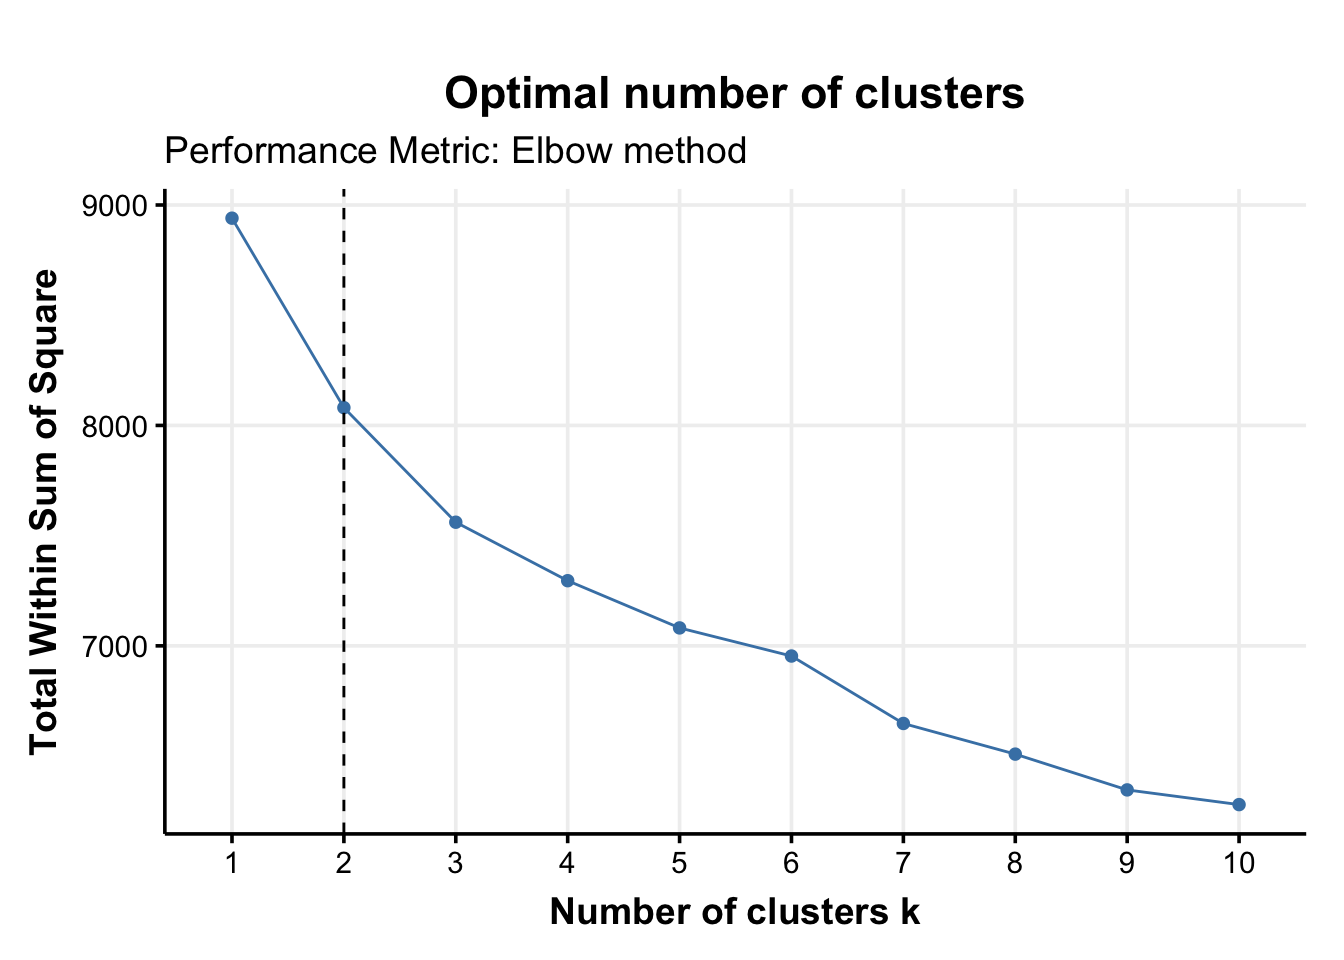 Optimal number of clusters
Performance Metric: Elbow method
Total Within Sum of Square
9000
8000
7000
1 2 3 4 5 6 7 8 9 10
Number of clusters k